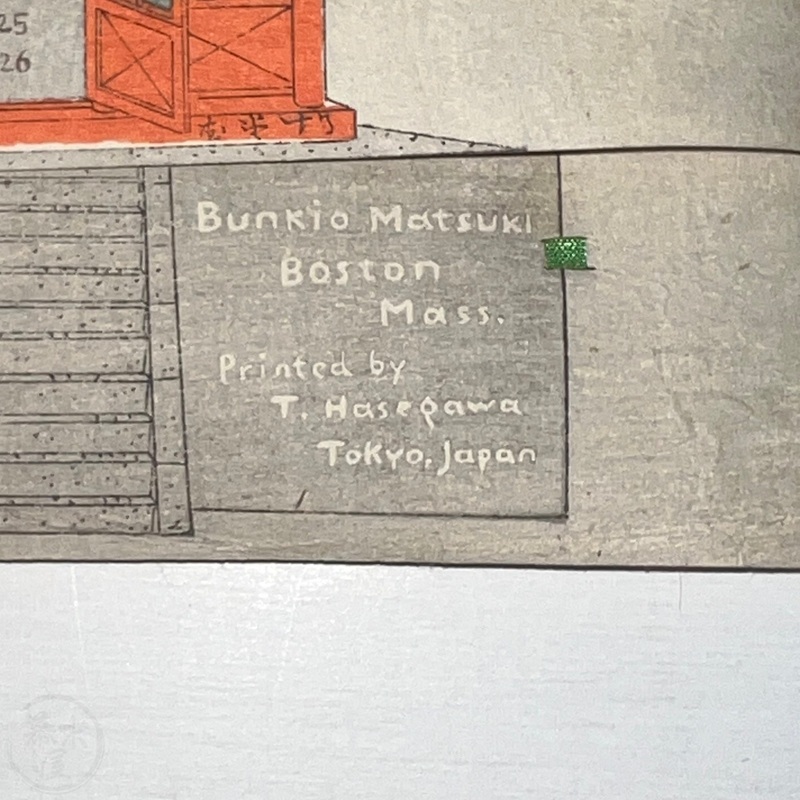 25
26
Bunkio Matsuki
Boston
Mass.
Printed by
T. Hasegawa
Tokyo, Japan